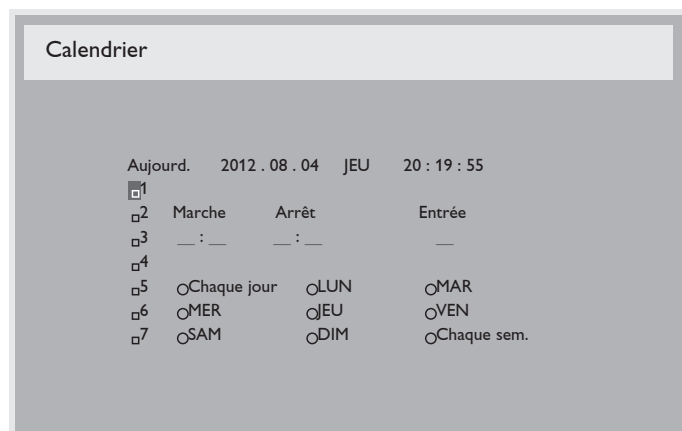 Calendrier
Aujourd. 2012 . 08 . 04 JEU 20 : 19 : 55
1
2 Marche Arrêt Entrée
3 __ : __ __ : __ __
4
5 Chaque jour LUN MAR
6 MER JEU VEN
7 SAM DIM Chaque sem.